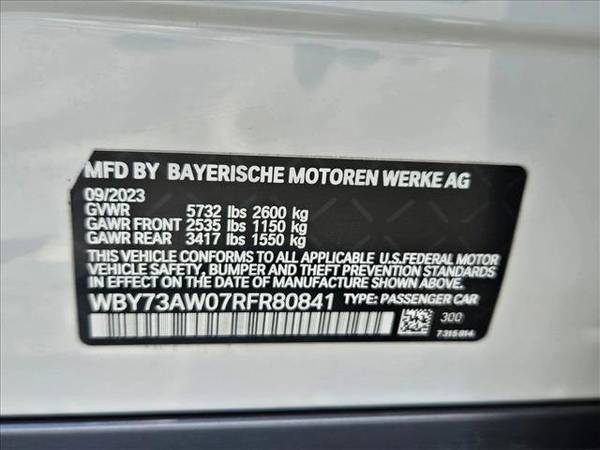 MFD BY BAYERISCHE MOTOREN WERKE AG
09/2023
GVWR 5732 lbs 2600 kg
GAWR FRONT 2535 lbs 1150 kg
GAWR REAR 3417 lbs 1550 kg
THIS VEHICLE CONFORMS TO ALL APPLICABLE U.S.FEDERAL MOTOR
VEHICLE SAFETY, BUMPER AND THEFT PREVENTION STANDARDS
IN EFFECT ON THE DATE OF MANUFACTURE SHOWN ABOVE.
WBY73AW07RFR80841 TYPE: PASSENGER CAR
300
7315814